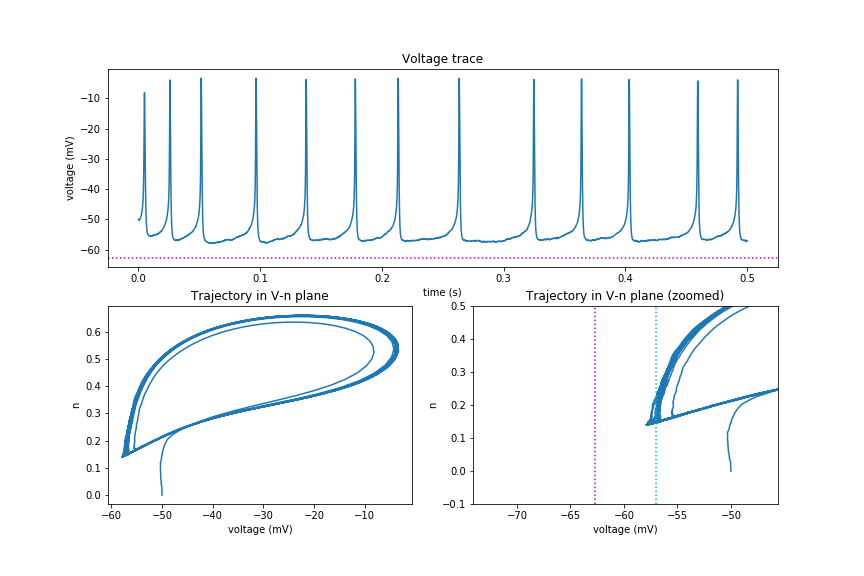 Voltage trace
voltage (mV)
−10
−20
−30
−40
−50
−60
0.0 0.1 0.2 0.3 0.4 0.5
time (s)
Trajectory in V-n plane
n
0.6
0.5
0.4
0.3
0.2
0.1
0.0
−60 −50 −40 −30 −20 −10
voltage (mV)
Trajectory in V-n plane (zoomed)
n
0.5
0.4
0.3
0.2
0.1
0.0
−0.1
−70 −65 −60 −55 −50
voltage (mV)